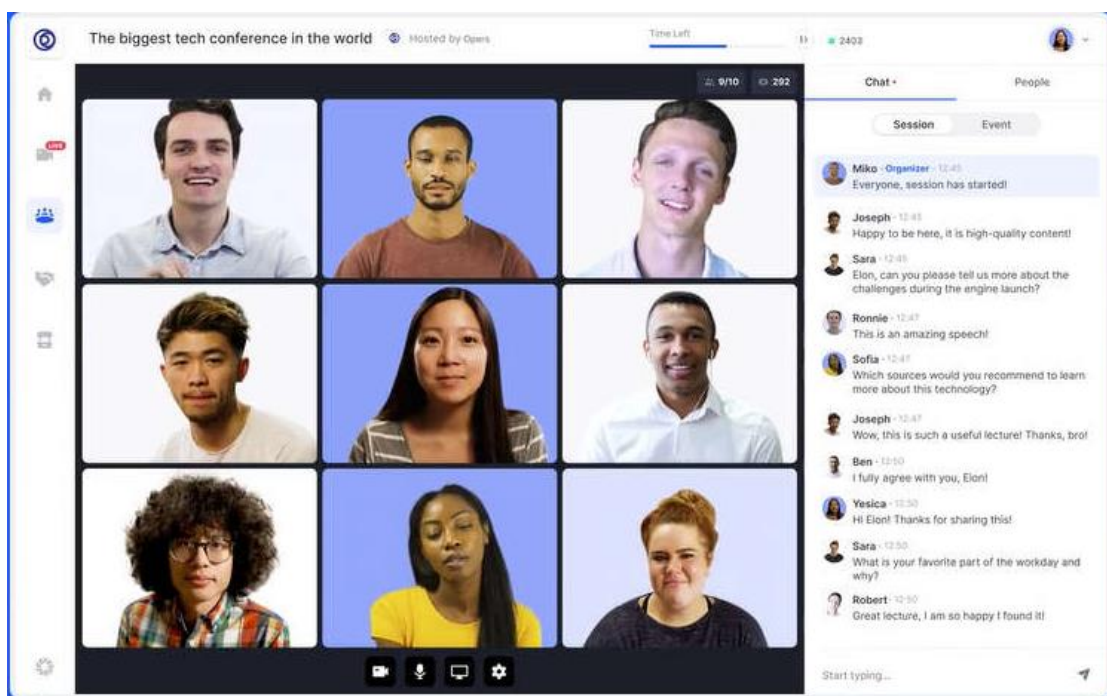 The biggest tech conference in the world
Hosted by Opers
Time Left
2403
9/10
292
LIVE
Chat •
People
Session
Event
Miko · Organizer · 12:45
Everyone, session has started!
Joseph · 12:45
Happy to be here, it is high-quality content!
Sara · 12:45
Elon, can you please tell us more about the
challenges during the engine launch?
Ronnie · 12:47
This is an amazing speech!
Sofia · 12:47
Which sources would you recommend to learn
more about this technology?
Joseph · 12:47
Wow, this is such a useful lecture! Thanks, bro!
Ben · 12:50
I fully agree with you, Elon!
Yesica · 12:50
Hi Elon! Thanks for sharing this!
Sara · 12:50
What is your favorite part of the workday and
why?
Robert · 12:50
Great lecture, I am so happy I found it!
Start typing...